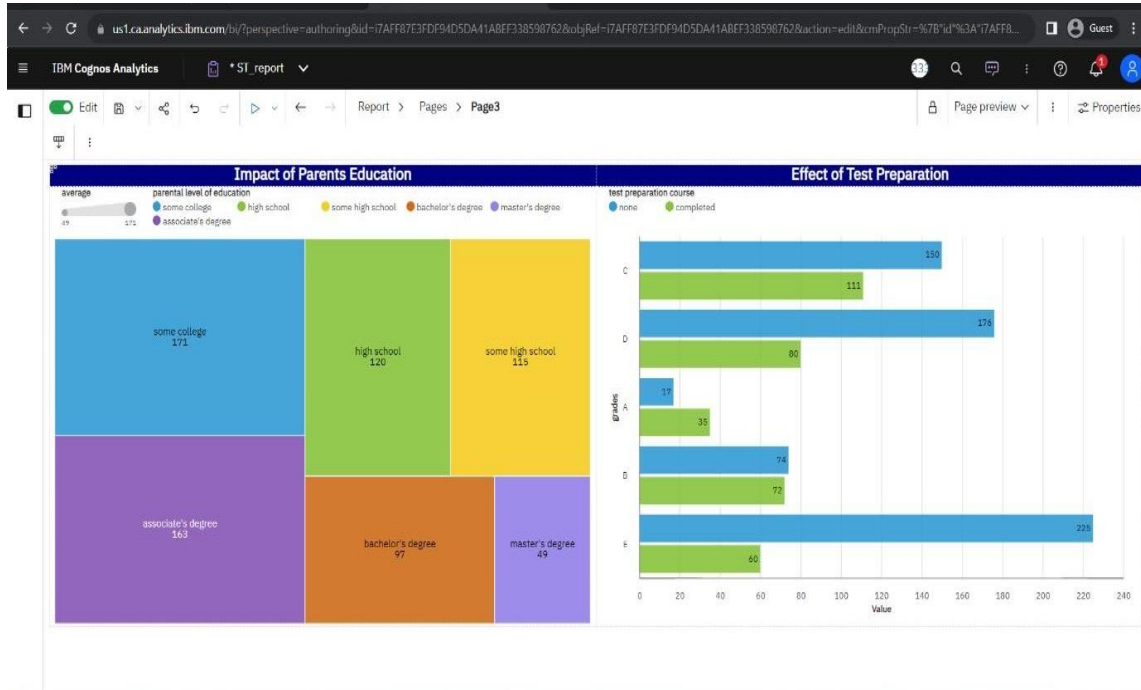 us1.ca.analytics.ibm.com/bi/?perspective=authoring&id=i7AFF87E3FDF94D5DA41ABEF338598762&objRef=i7AFF87E3FDF94D5DA41ABEF338598762&action=edit&cmPropStr=%7B"id"%3A"i7AFF8... Guest
IBM Cognos Analytics * ST_report 333 1
Edit Report > Pages > Page3 Page preview Properties
Impact of Parents Education
average parental level of education
some college high school some high school bachelor's degree master's degree
49 171 associate's degree
some college
171
high school
120
some high school
115
associate's degree
163
bachelor's degree
97
master's degree
49
Effect of Test Preparation
test preparation course
none completed
grades
C 150
111
D 176
80
A 17
35
B 74
72
E 225
60
0 20 40 60 80 100 120 140 160 180 200 220 240
Value